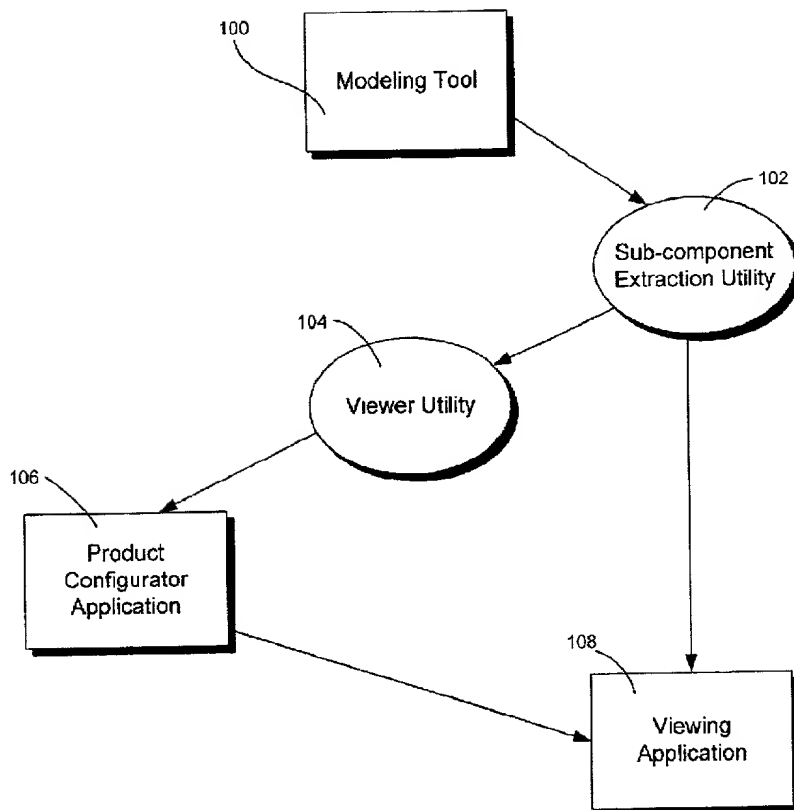 100
Modeling Tool
102
Sub-component
Extraction Utility
104
Viewer Utility
106
Product
Configurator
Application
108
Viewing
Application